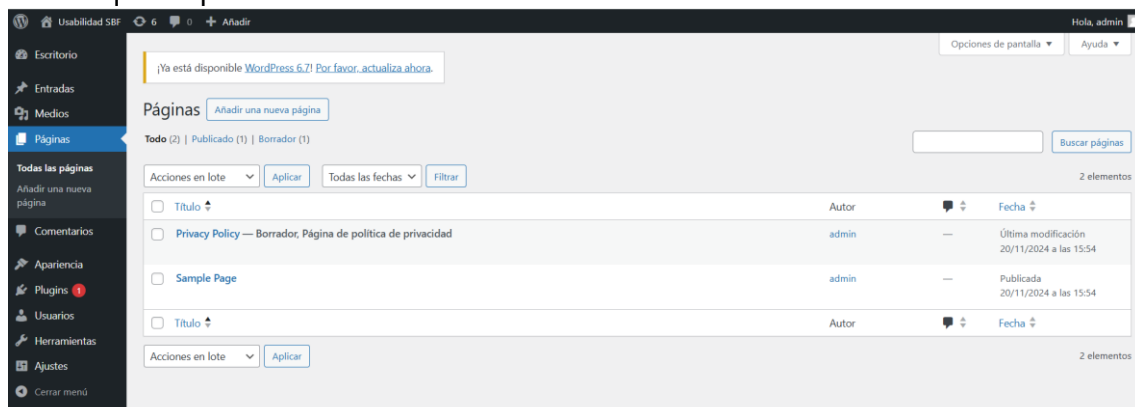 Usabilidad SBF 6 0 + Añadir Hola, admin
Opciones de pantalla ▼ Ayuda ▼
Escritorio
Entradas
Medios
Páginas
Todas las páginas
Añadir una nueva
página
Comentarios
Apariencia
Plugins 1
Usuarios
Herramientas
Ajustes
Cerrar menú
¡Ya está disponible WordPress 6.7! Por favor, actualiza ahora.
Páginas Añadir una nueva página
Todo (2) | Publicado (1) | Borrador (1)
Buscar páginas
Acciones en lote Aplicar Todas las fechas Filtrar 2 elementos
Título Autor Fecha
Privacy Policy — Borrador, Página de política de privacidad admin — Última modificación
20/11/2024 a las 15:54
Sample Page admin — Publicada
20/11/2024 a las 15:54
Título Autor Fecha
Acciones en lote Aplicar 2 elementos